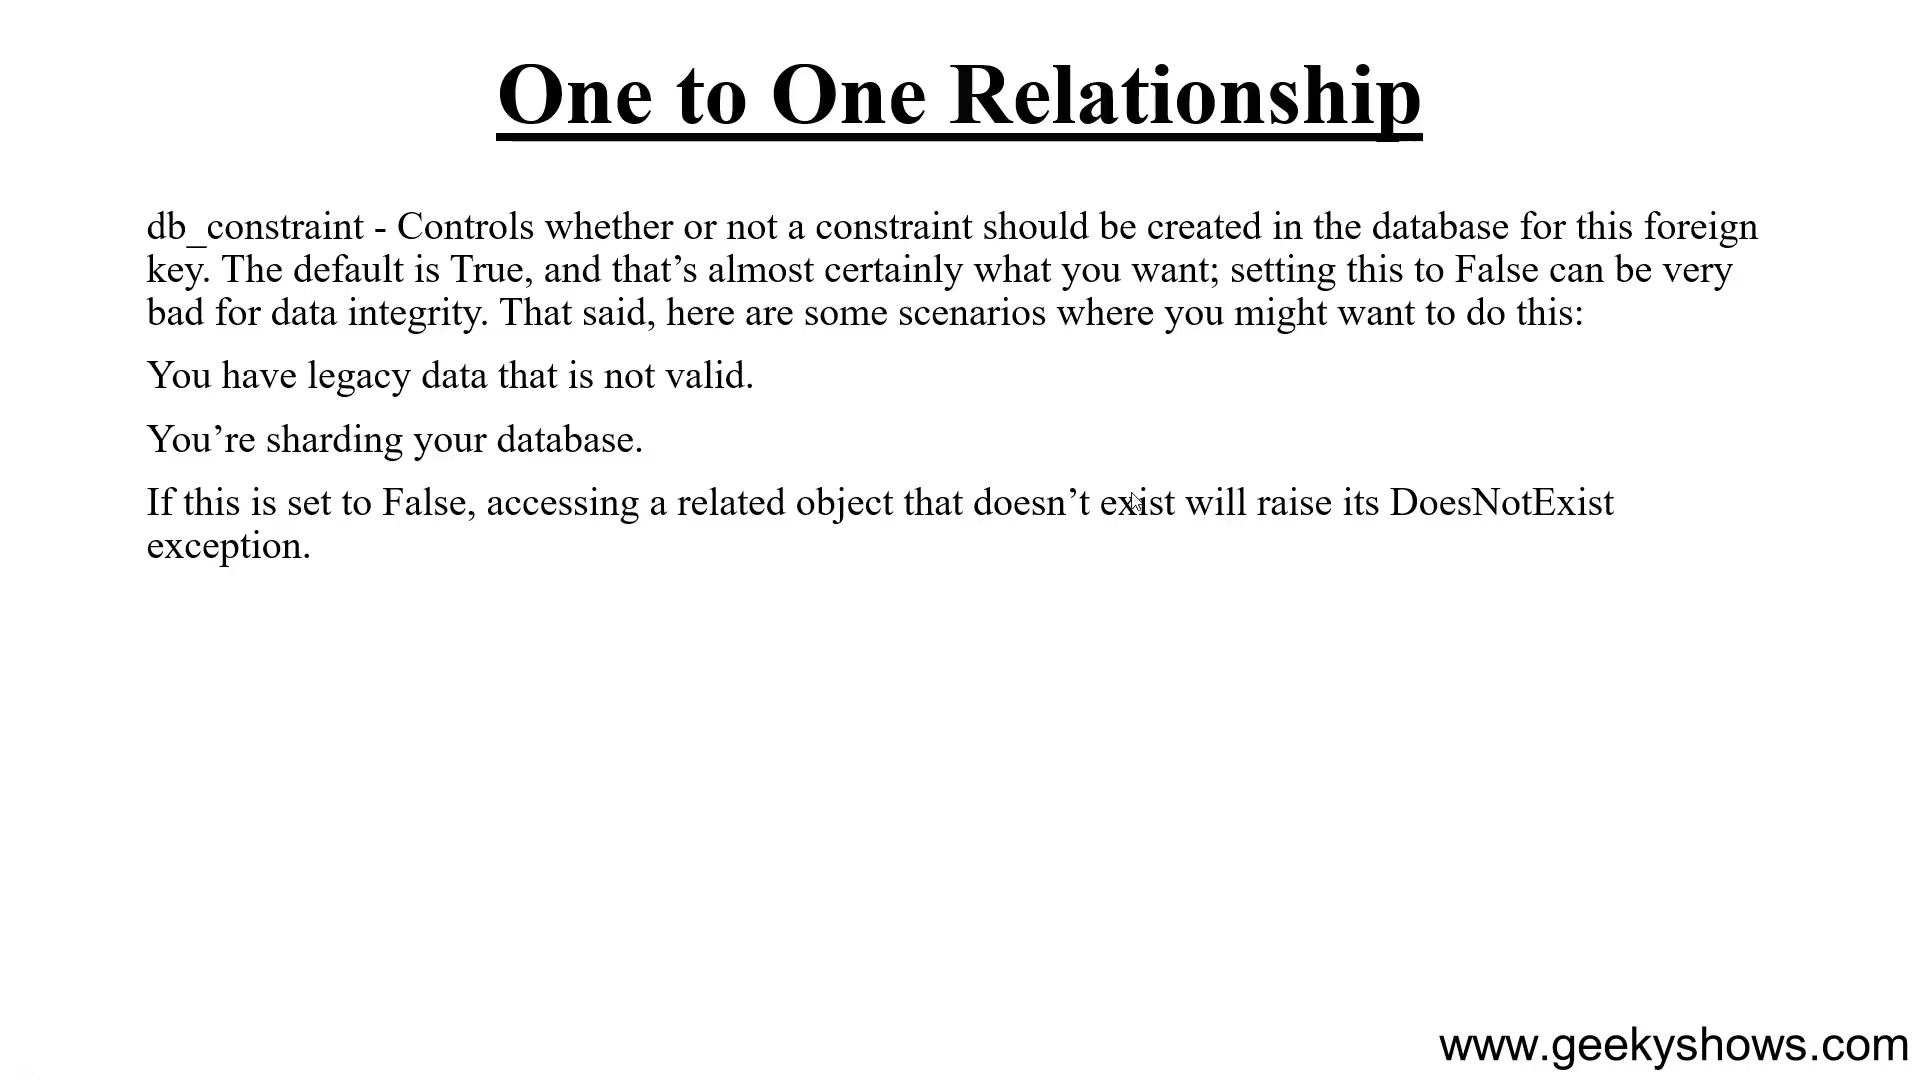 One to One Relationship
db_constraint - Controls whether or not a constraint should be created in the database for this foreign
key. The default is True, and that’s almost certainly what you want; setting this to False can be very
bad for data integrity. That said, here are some scenarios where you might want to do this:
You have legacy data that is not valid.
You’re sharding your database.
If this is set to False, accessing a related object that doesn’t exist will raise its DoesNotExist
exception.
www.geekyshows.com